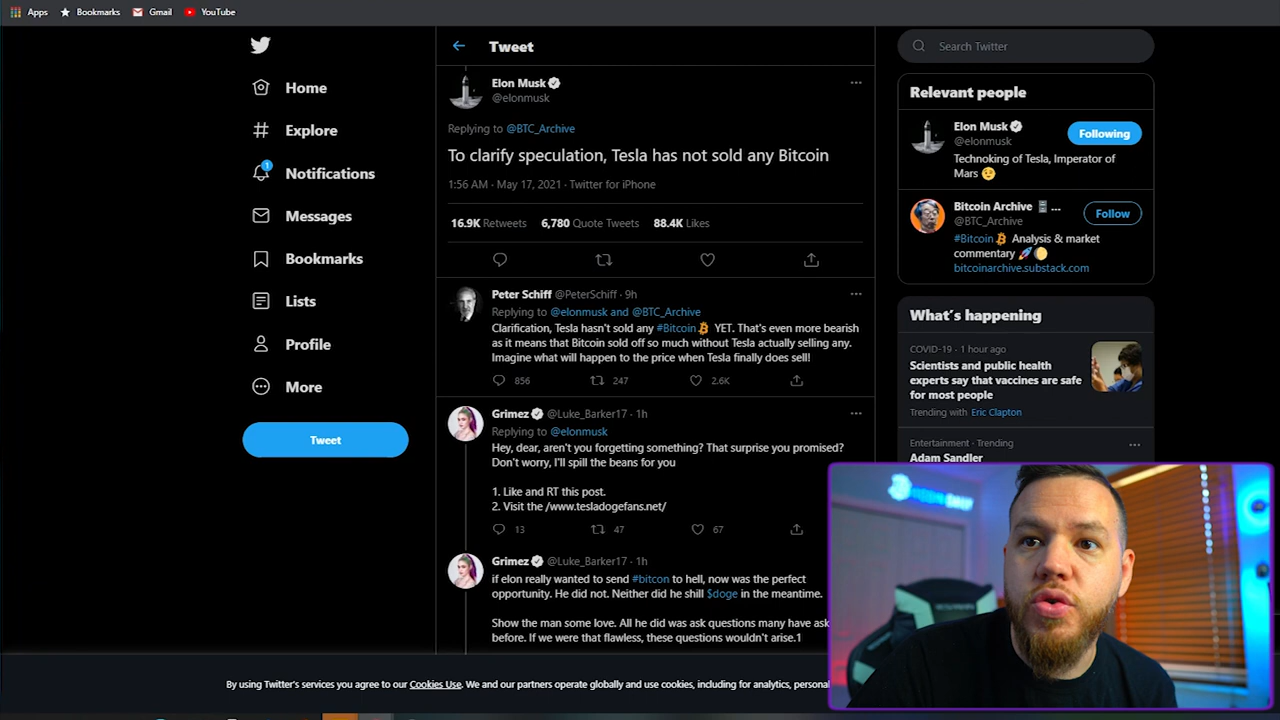 Apps Bookmarks Gmail YouTube
Home
Explore
1
Notifications
Messages
Bookmarks
Lists
Profile
More
Tweet
Tweet
Elon Musk
@elonmusk
Replying to @BTC_Archive
To clarify speculation, Tesla has not sold any Bitcoin
1:56 AM · May 17, 2021 · Twitter for iPhone
16.9K Retweets 6,780 Quote Tweets 88.4K Likes
Peter Schiff @PeterSchiff · 9h
Replying to @elonmusk and @BTC_Archive
Clarification, Tesla hasn't sold any #Bitcoin YET. That's even more bearish
as it means that Bitcoin sold off so much without Tesla actually selling any.
Imagine what will happen to the price when Tesla finally does sell!
856 247 2.6K
Grimez @Luke_Barker17 · 1h
Replying to @elonmusk
Hey, dear, aren't you forgetting something? That surprise you promised?
Don't worry, I'll spill the beans for you
1. Like and RT this post.
2. Visit the /www.tesladogefans.net/
13 47 67
Grimez @Luke_Barker17 · 1h
if elon really wanted to send #bitcon to hell, now was the perfect
opportunity. He did not. Neither did he shill $doge in the meantime.
Show the man some love. All he did was ask questions many have ask
before. If we were that flawless, these questions wouldn't arise.1
Search Twitter
Relevant people
Elon Musk
@elonmusk
Following
Technoking of Tesla, Imperator of
Mars
Bitcoin Archive ...
@BTC_Archive
Follow
#Bitcoin Analysis & market
commentary
bitcoinarchive.substack.com
What's happening
COVID-19 · 1 hour ago
Scientists and public health
experts say that vaccines are safe
for most people
Trending with Eric Clapton
Entertainment · Trending
Adam Sandler
By using Twitter's services you agree to our Cookies Use. We and our partners operate globally and use cookies, including for analytics, personal